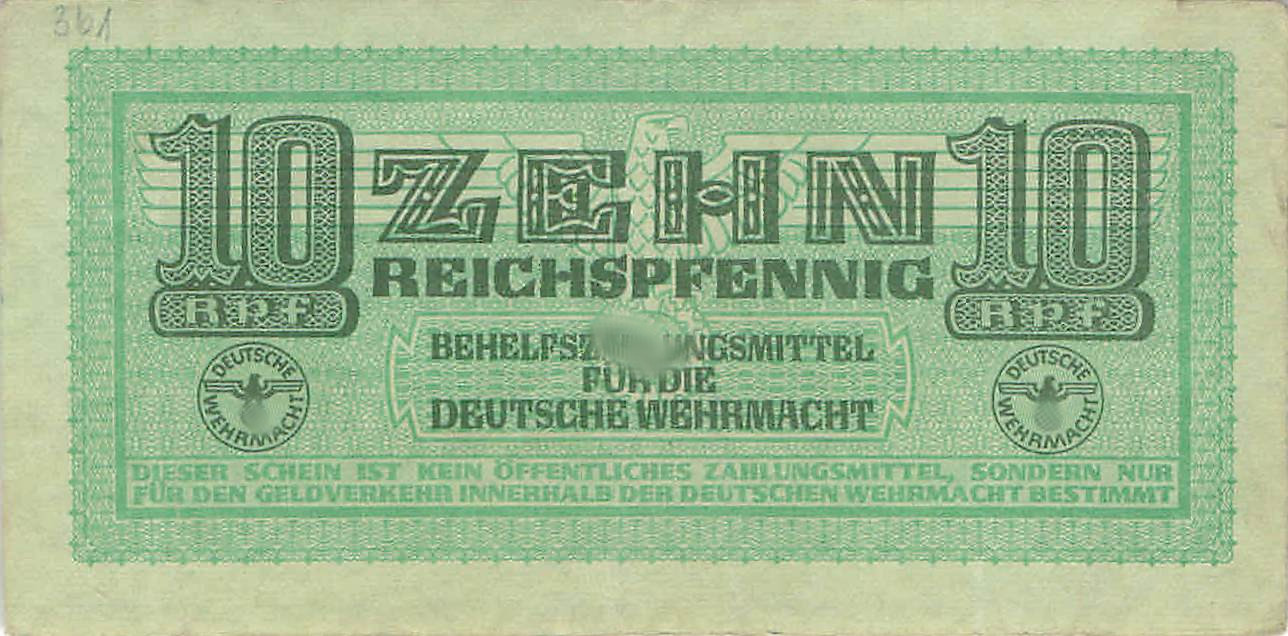 361
10 ZEHN 10
REICHSPFENNIG
Rpf Rpf
FÜR DIE
DEUTSCHE WEHRMACHT
DEUTSCHE WEHRMACHT
DEUTSCHE WEHRMACHT
DIESER SCHEIN IST KEIN ÖFFENTLICHES ZAHLUNGSMITTEL, SONDERN NUR
FÜR DEN GELDVERKEHR INNERHALB DER DEUTSCHEN WEHRMACHT BESTIMMT